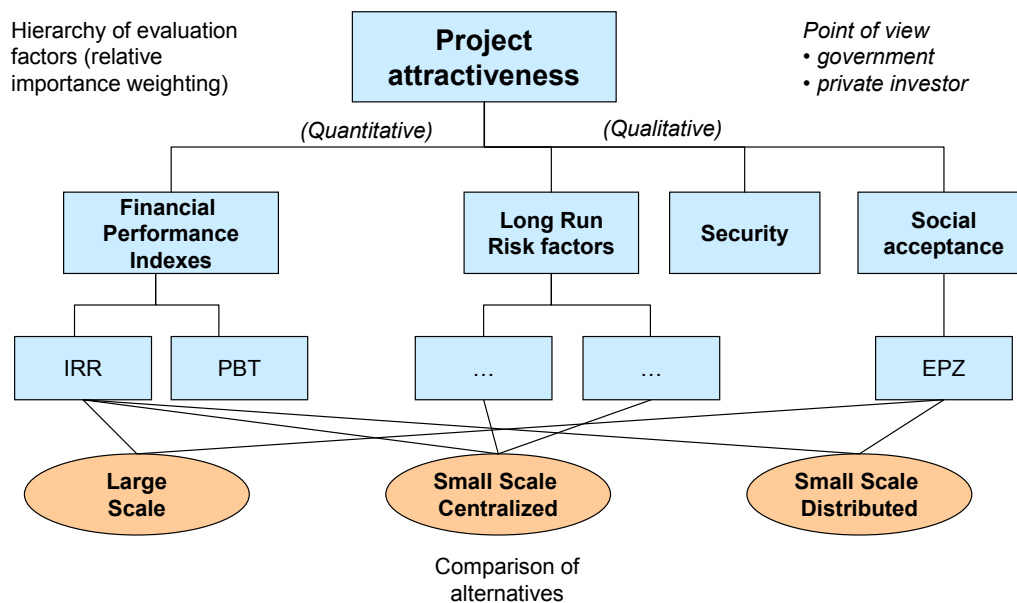 Hierarchy of evaluation
factors (relative
importance weighting)
Project
attractiveness
Point of view
• government
• private investor
(Quantitative)
(Qualitative)
Financial
Performance
Indexes
Long Run
Risk factors
Security
Social
acceptance
IRR
PBT
…
…
EPZ
Large
Scale
Small Scale
Centralized
Small Scale
Distributed
Comparison of
alternatives